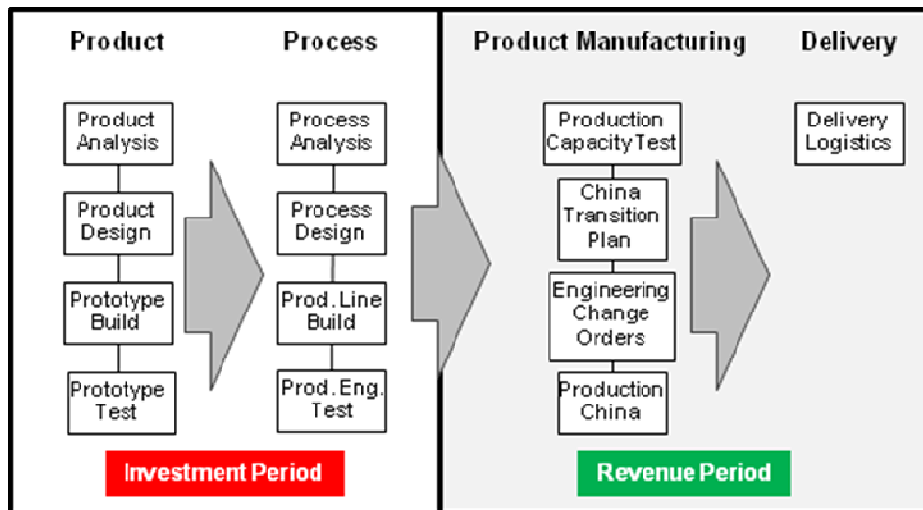 Product
Process
Product Manufacturing
Delivery
Product
Analysis
Product
Design
Prototype
Build
Prototype
Test
Process
Analysis
Process
Design
Prod. Line
Build
Prod. Eng.
Test
Production
Capacity Test
China
Transition
Plan
Engineering
Change
Orders
Production
China
Delivery
Logistics
Investment Period
Revenue Period